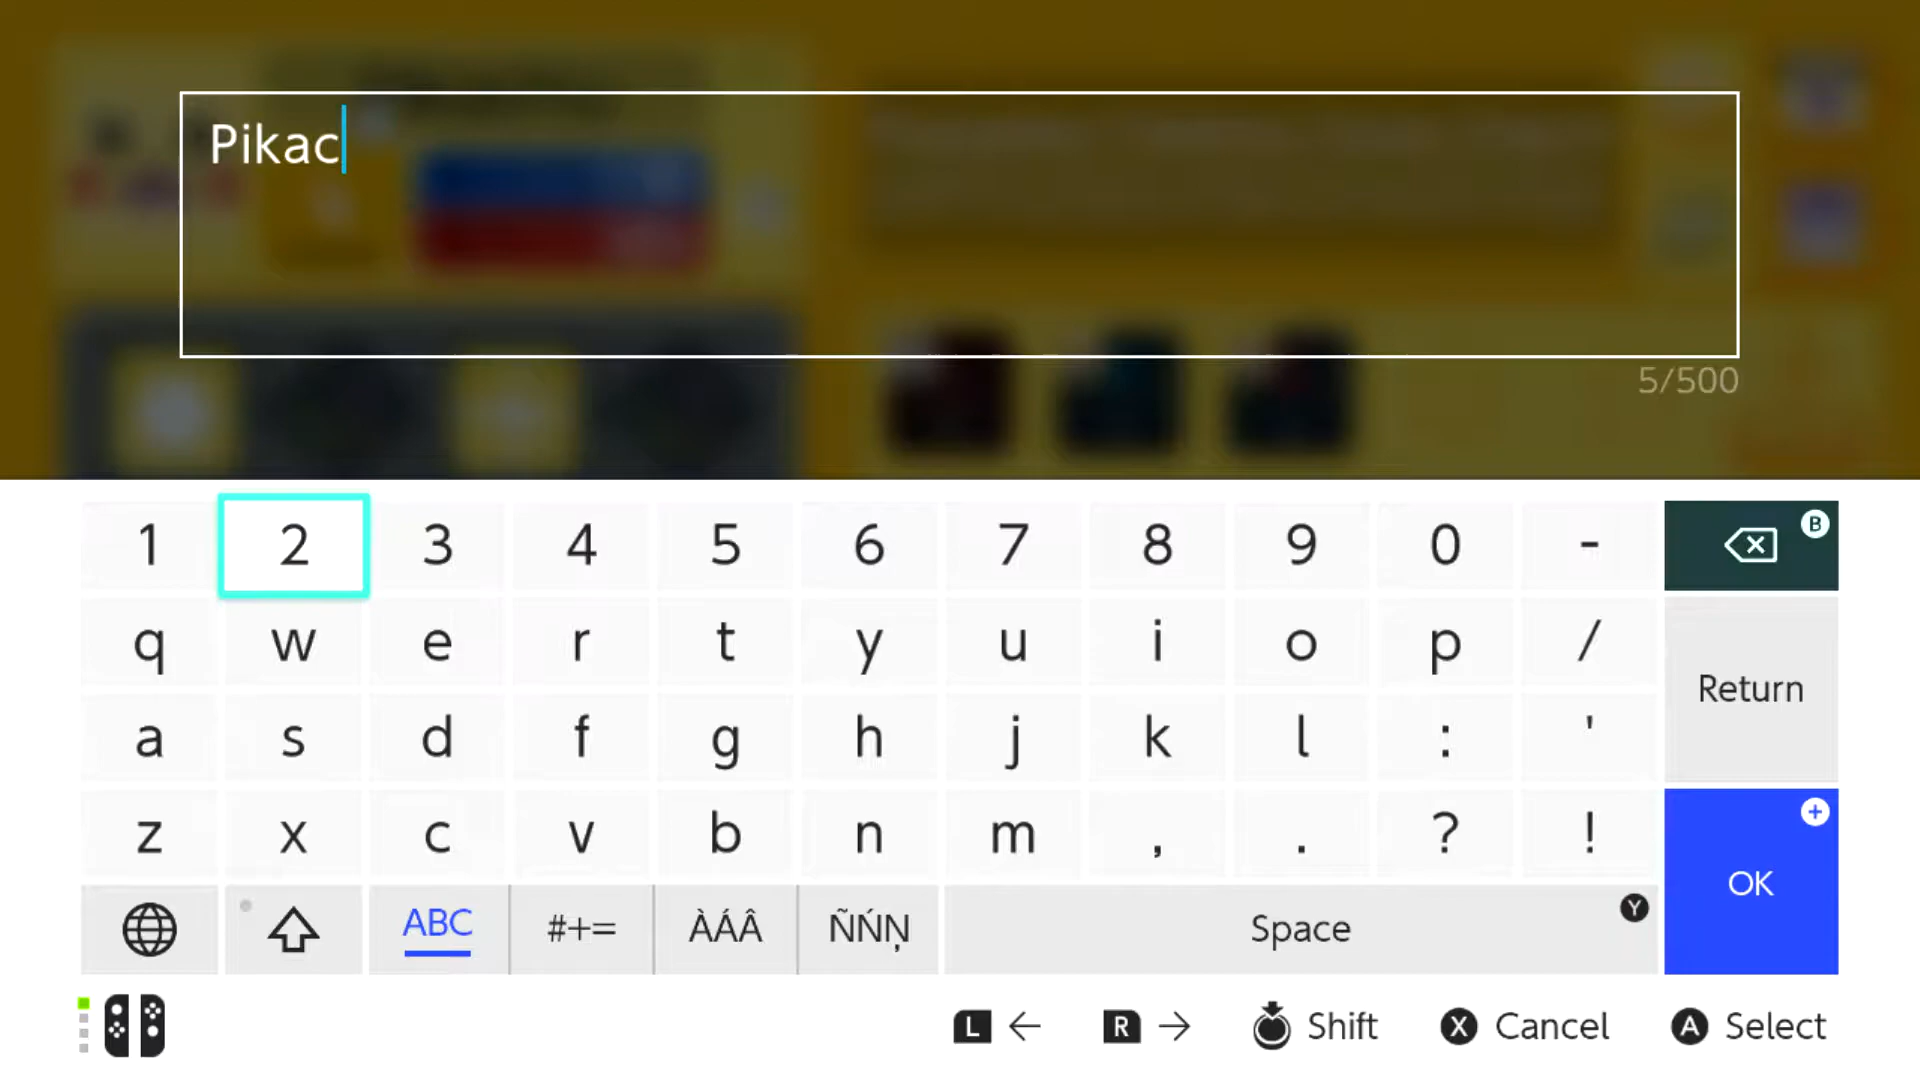 Pikac
5/500
1 2 3 4 5 6 7 8 9 0 - B
q w e r t y u i o p /
Return
a s d f g h j k l : '
z x c v b n m , . ? ! +
OK
ABC #+= ÀÁÂ ÑŃŅ Space Y
L ← R → Shift X Cancel A Select